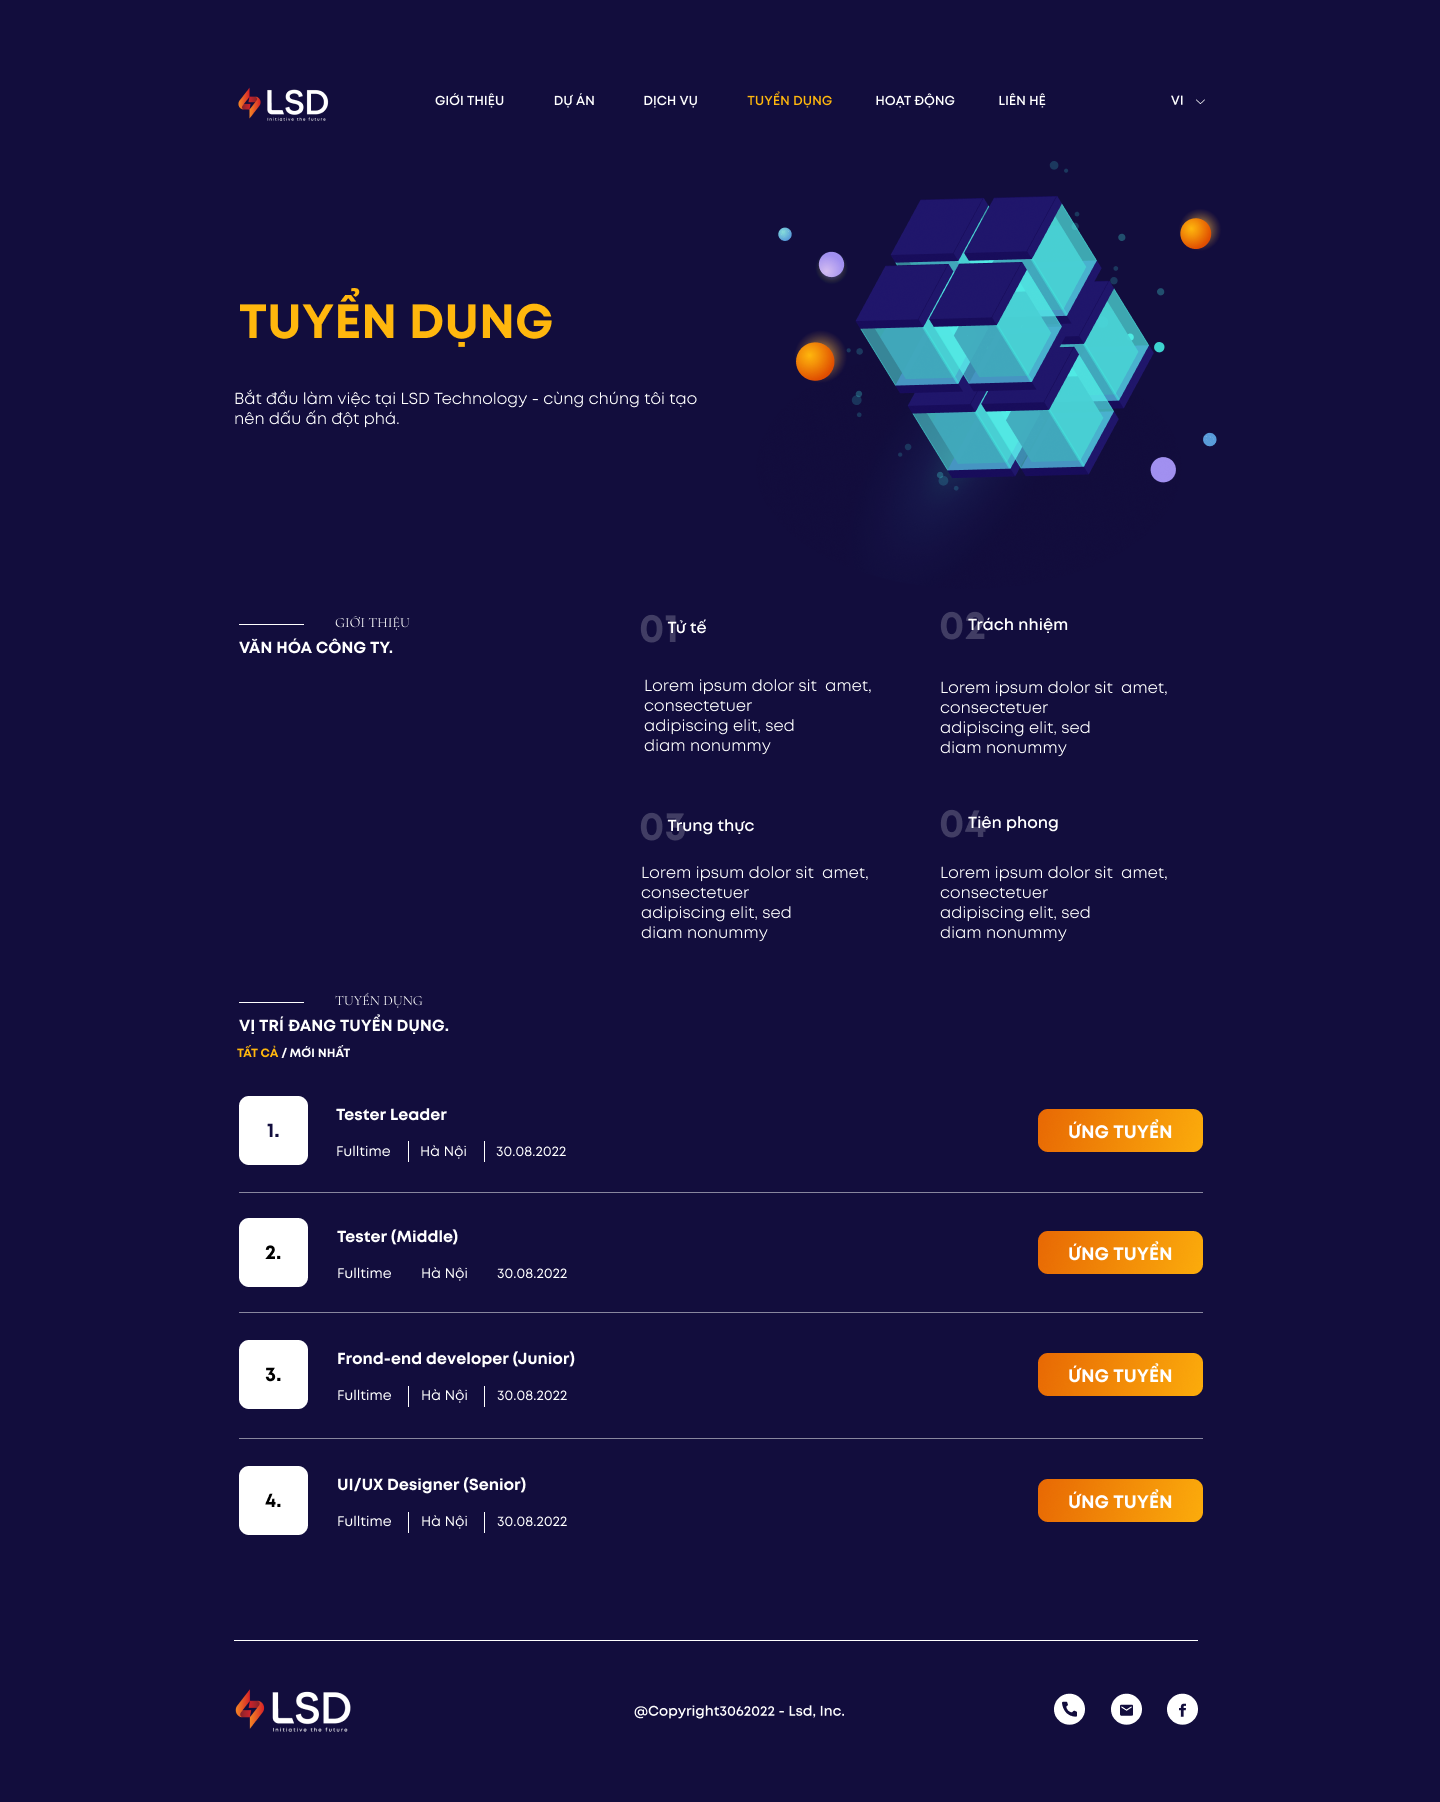 LSD
Initiative the future
GIỚI THIỆU
DỰ ÁN
DỊCH VỤ
TUYỂN DỤNG
HOẠT ĐỘNG
LIÊN HỆ
VI
TUYỂN DỤNG
Bắt đầu làm việc tại LSD Technology - cùng chúng tôi tạo
nên dấu ấn đột phá.
GIỚI THIỆU
VĂN HÓA CÔNG TY.
01 Tử tế
Lorem ipsum dolor sit  amet,
consectetuer
adipiscing elit, sed
diam nonummy
02 Trách nhiệm
Lorem ipsum dolor sit  amet,
consectetuer
adipiscing elit, sed
diam nonummy
03 Trung thực
Lorem ipsum dolor sit  amet,
consectetuer
adipiscing elit, sed
diam nonummy
04 Tiên phong
Lorem ipsum dolor sit  amet,
consectetuer
adipiscing elit, sed
diam nonummy
TUYỂN DỤNG
VỊ TRÍ ĐANG TUYỂN DỤNG.
TẤT CẢ / MỚI NHẤT
1.
Tester Leader
Fulltime
Hà Nội
30.08.2022
ỨNG TUYỂN
2.
Tester (Middle)
Fulltime
Hà Nội
30.08.2022
ỨNG TUYỂN
3.
Frond-end developer (Junior)
Fulltime
Hà Nội
30.08.2022
ỨNG TUYỂN
4.
UI/UX Designer (Senior)
Fulltime
Hà Nội
30.08.2022
ỨNG TUYỂN
LSD
Initiative the future
@Copyright3062022 - Lsd, Inc.